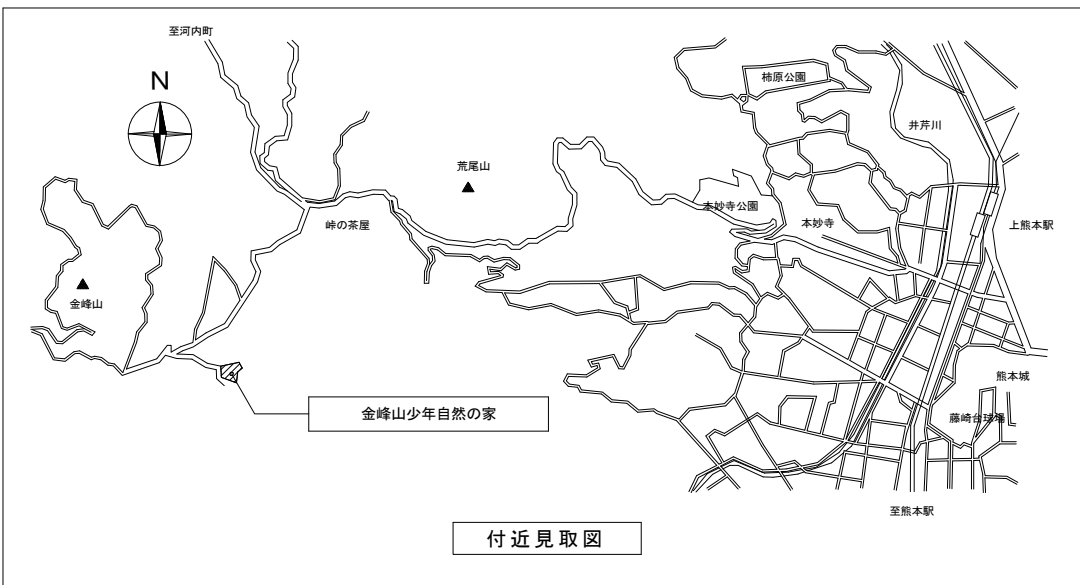 至河内町
N
柿原公園
井芹川
荒尾山
本妙寺公園
峠の茶屋
本妙寺
上熊本駅
金峰山
熊本城
金峰山少年自然の家
藤崎台球場
至熊本駅
付近見取図